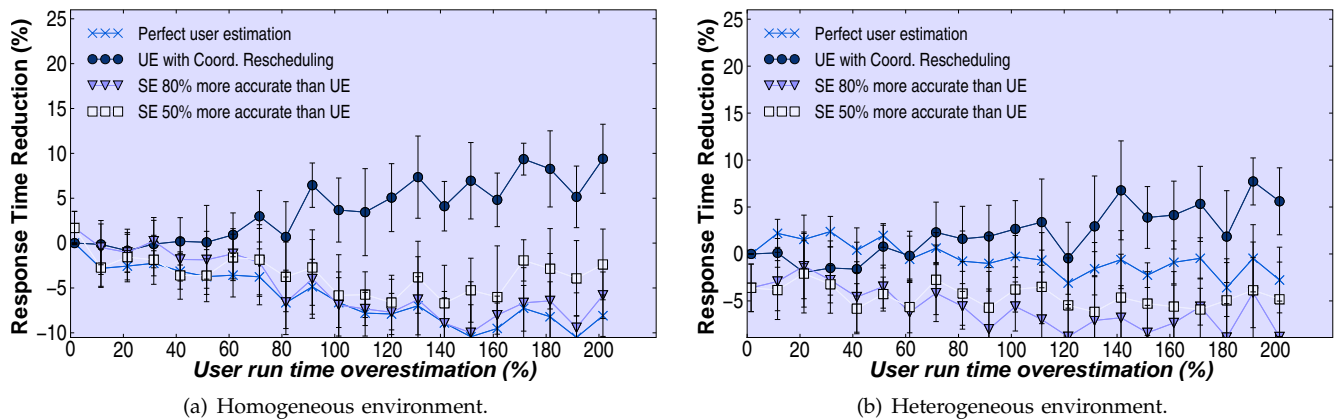 Response Time Reduction (%)
25
20
15
10
5
0
−5
−10
Perfect user estimation
UE with Coord. Rescheduling
SE 80% more accurate than UE
SE 50% more accurate than UE
0 20 40 60 80 100 120 140 160 180 200
User run time overestimation (%)
(a) Homogeneous environment.
Response Time Reduction (%)
25
20
15
10
5
0
−5
Perfect user estimation
UE with Coord. Rescheduling
SE 80% more accurate than UE
SE 50% more accurate than UE
0 20 40 60 80 100 120 140 160 180 200
User run time overestimation (%)
(b) Heterogeneous environment.